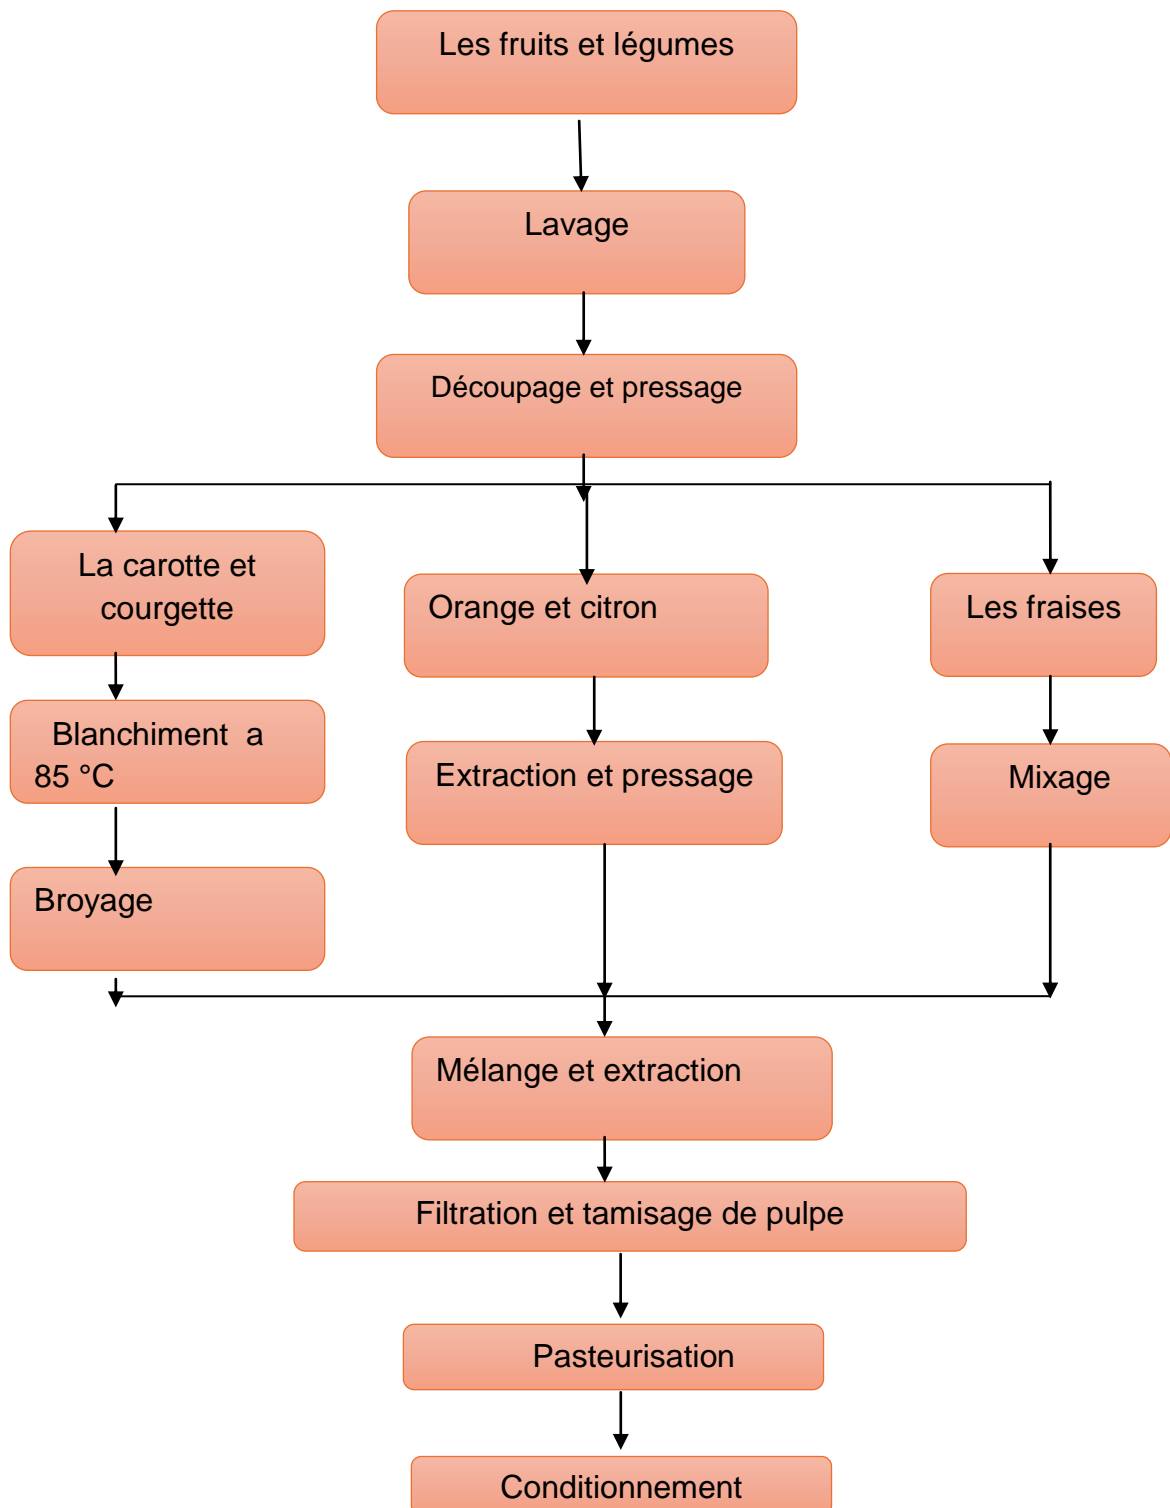 Les fruits et légumes
Lavage
Découpage et pressage
La carotte et
courgette
Orange et citron
Les fraises
Blanchiment a
85 °C
Extraction et pressage
Mixage
Broyage
Mélange et extraction
Filtration et tamisage de pulpe
Pasteurisation
Conditionnement